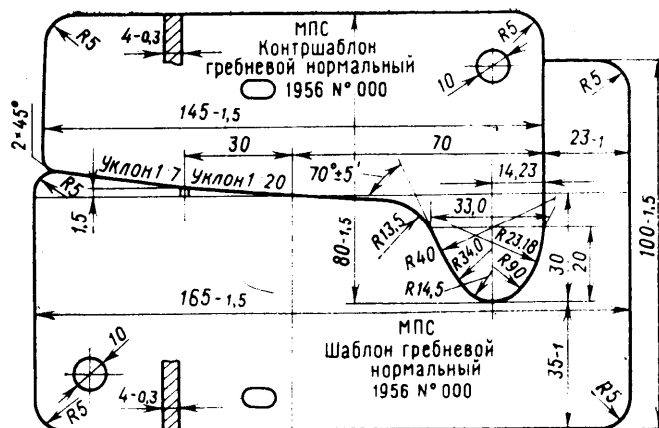 R5
4-0,3
МПС
Контршаблон
гребневой нормальный
1956 N° 000
R5
10
R5
2×45°
145-1,5
30
70
23-1
Уклон 1:7
Уклон 1:20
70°±5'
14,23
R5
1,5
33,0
R13,5
R40
R34,0
R23,18
R90
R14,5
80-1,5
30
20
100-1,5
165-1,5
МПС
Шаблон гребневой
нормальный
1956 N° 000
10
4-0,3
R5
35-1
R5